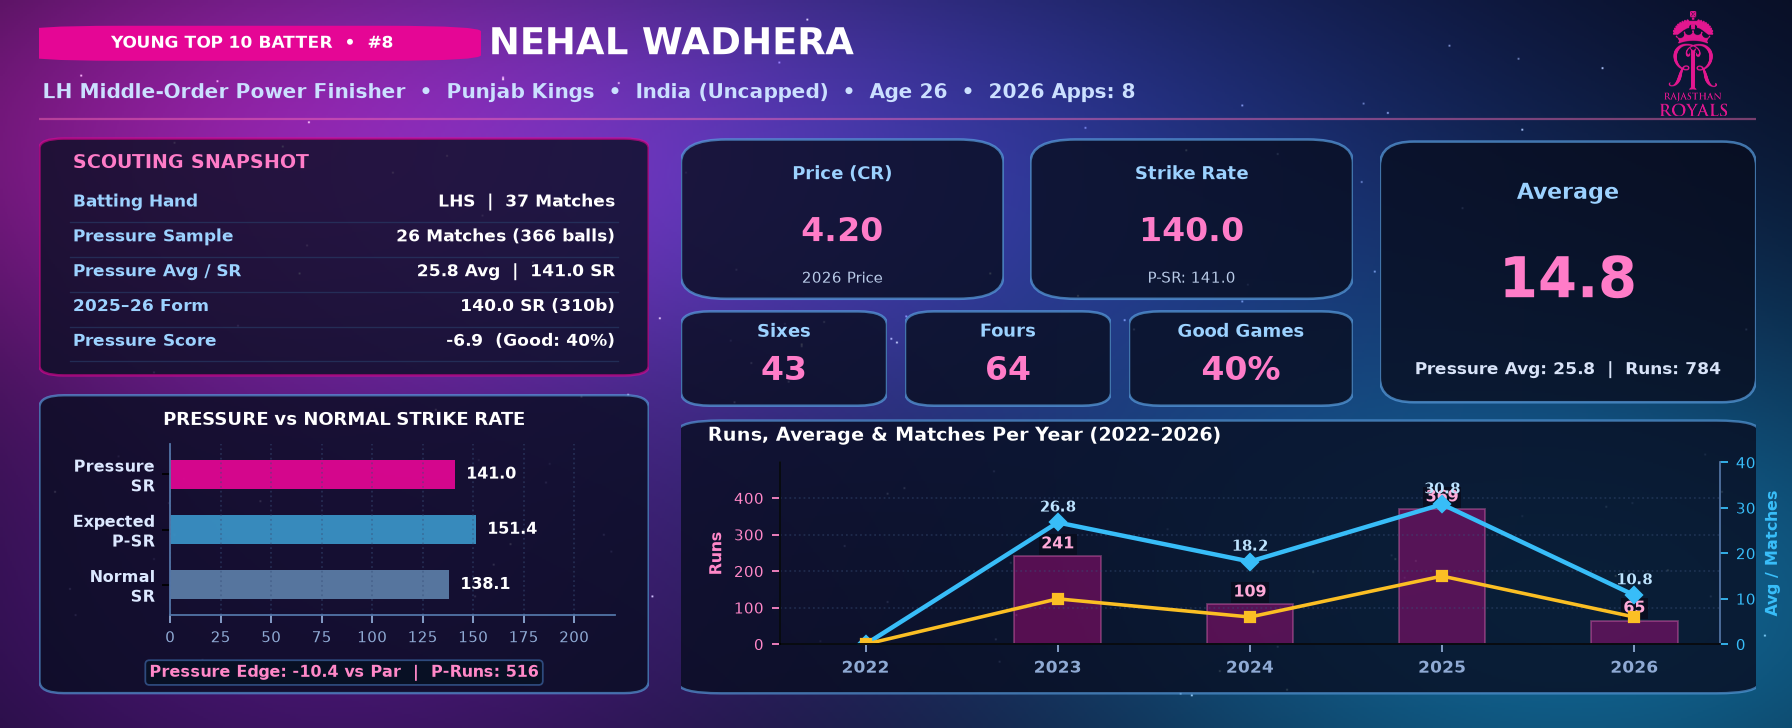 YOUNG TOP 10 BATTER • #8
NEHAL WADHERA
LH Middle-Order Power Finisher • Punjab Kings • India (Uncapped) • Age 26 • 2026 Apps: 8
RAJASTHAN
ROYALS
SCOUTING SNAPSHOT
Batting Hand LHS | 37 Matches
Pressure Sample 26 Matches (366 balls)
Pressure Avg / SR 25.8 Avg | 141.0 SR
2025–26 Form 140.0 SR (310b)
Pressure Score -6.9 (Good: 40%)
Price (CR)
4.20
2026 Price
Strike Rate
140.0
P-SR: 141.0
Average
14.8
Pressure Avg: 25.8 | Runs: 784
Sixes
43
Fours
64
Good Games
40%
PRESSURE vs NORMAL STRIKE RATE
Pressure
SR
141.0
Expected
P-SR
151.4
Normal
SR
138.1
0 25 50 75 100 125 150 175 200
Pressure Edge: -10.4 vs Par | P-Runs: 516
Runs, Average & Matches Per Year (2022–2026)
Runs
400
300
200
100
0
26.8
241
18.2
109
30.8
369
10.8
65
40
30
20
10
0
Avg / Matches
2022 2023 2024 2025 2026